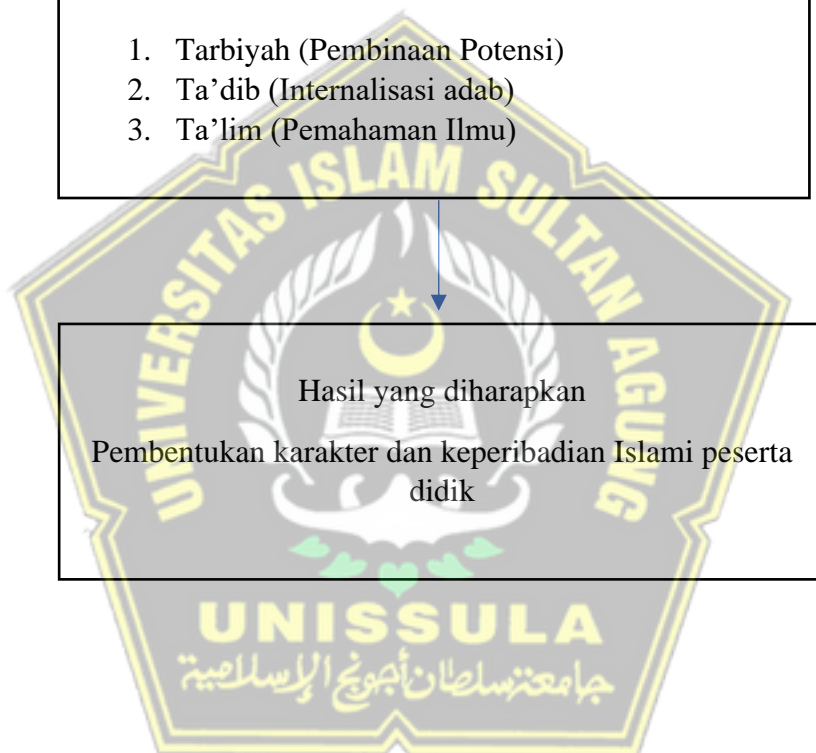 1. Tarbiyah (Pembinaan Potensi)
2. Ta’dib (Internalisasi adab)
3. Ta’lim (Pemahaman Ilmu)
UNIVERSITAS ISLAM SULTAN AGUNG
Hasil yang diharapkan
Pembentukan karakter dan keperibadian Islami peserta
didik
UNISSULA
جامعة سلطان أجونج الإسلامية